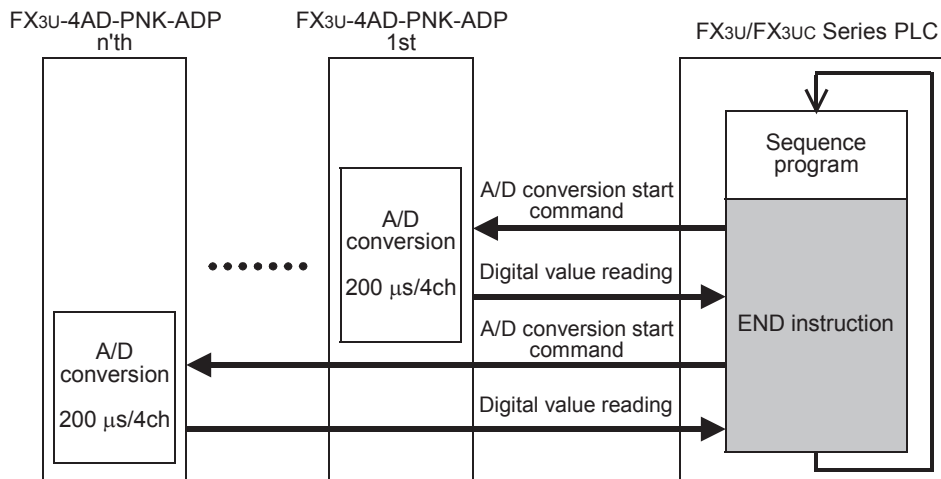 FX3U-4AD-PNK-ADP
n'th
FX3U-4AD-PNK-ADP
1st
FX3U/FX3UC Series PLC
Sequence
program
A/D conversion start
command
A/D
conversion
200 μs/4ch
Digital value reading
END instruction
A/D conversion start
command
A/D
conversion
200 μs/4ch
Digital value reading